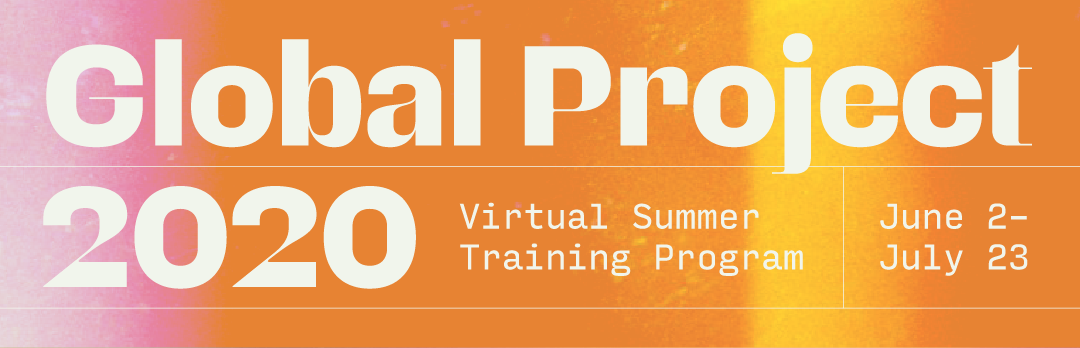 Global Project
2020
Virtual Summer
Training Program
June 2–
July 23